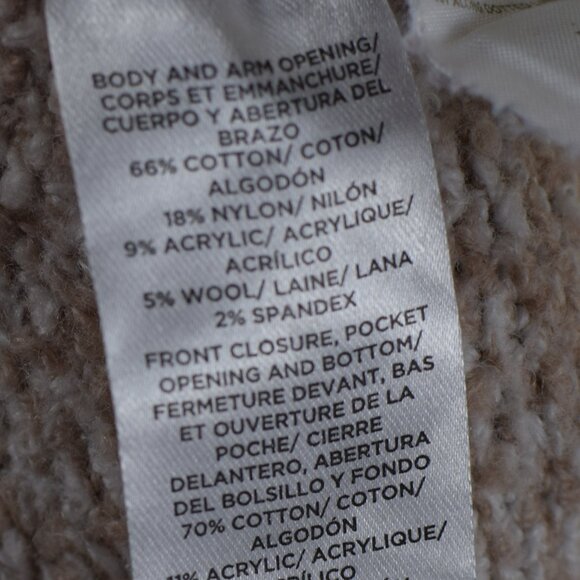 BODY AND ARM OPENING/
CORPS ET EMMANCHURE/
CUERPO Y ABERTURA DEL
BRAZO
66% COTTON/ COTON/
ALGODÓN
18% NYLON/ NILÓN
9% ACRYLIC/ ACRYLIQUE/
ACRÍLICO
5% WOOL/ LAINE/ LANA
2% SPANDEX
FRONT CLOSURE, POCKET
OPENING AND BOTTOM/
FERMETURE DEVANT, BAS
ET OUVERTURE DE LA
POCHE/ CIERRE
DELANTERO, ABERTURA
DEL BOLSILLO Y FONDO
70% COTTON/ COTON/
ALGODÓN
11% ACRYLIC/ ACRYLIQUE/